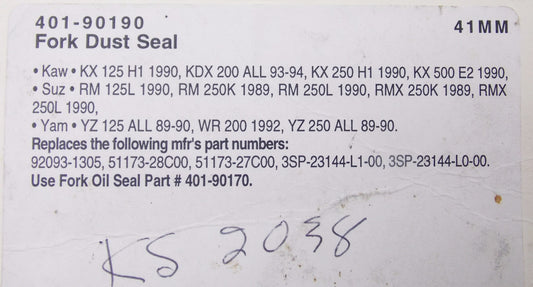 401-90190
41MM
Fork Dust Seal
• Kaw • KX 125 H1 1990, KDX 200 ALL 93-94, KX 250 H1 1990, KX 500 E2 1990,
• Suz • RM 125L 1990, RM 250K 1989, RM 250L 1990, RMX 250K 1989, RMX
250L 1990,
• Yam • YZ 125 ALL 89-90, WR 200 1992, YZ 250 ALL 89-90.
Replaces the following mfr's part numbers:
92093-1305, 51173-28C00, 51173-27C00, 3SP-23144-L1-00, 3SP-23144-L0-00.
Use Fork Oil Seal Part # 401-90170.
KS 2038